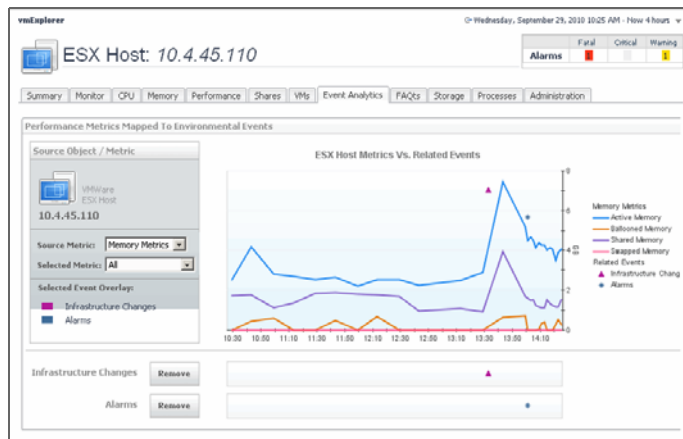 vmExplorer
Wednesday, September 29, 2010 10:25 AM - Now 4 hours
ESX Host: 10.4.45.110
Fatal Critical Warning
Alarms 1 1
Summary Monitor CPU Memory Performance Shares VMs Event Analytics FAQts Storage Processes Administration
Performance Metrics Mapped To Environmental Events
Source Object / Metric
VMWare
ESX Host
10.4.45.110
Source Metric: Memory Metrics
Selected Metric: All
Selected Event Overlay:
Infrastructure Changes
Alarms
ESX Host Metrics Vs. Related Events
8
6
4
2
0
GB
10:30 10:50 11:10 11:30 11:50 12:10 12:30 12:50 13:10 13:30 13:50 14:10
Memory Metrics
Active Memory
Ballooned Memory
Shared Memory
Swapped Memory
Related Events
Infrastructure Chang
Alarms
Infrastructure Changes Remove
Alarms Remove